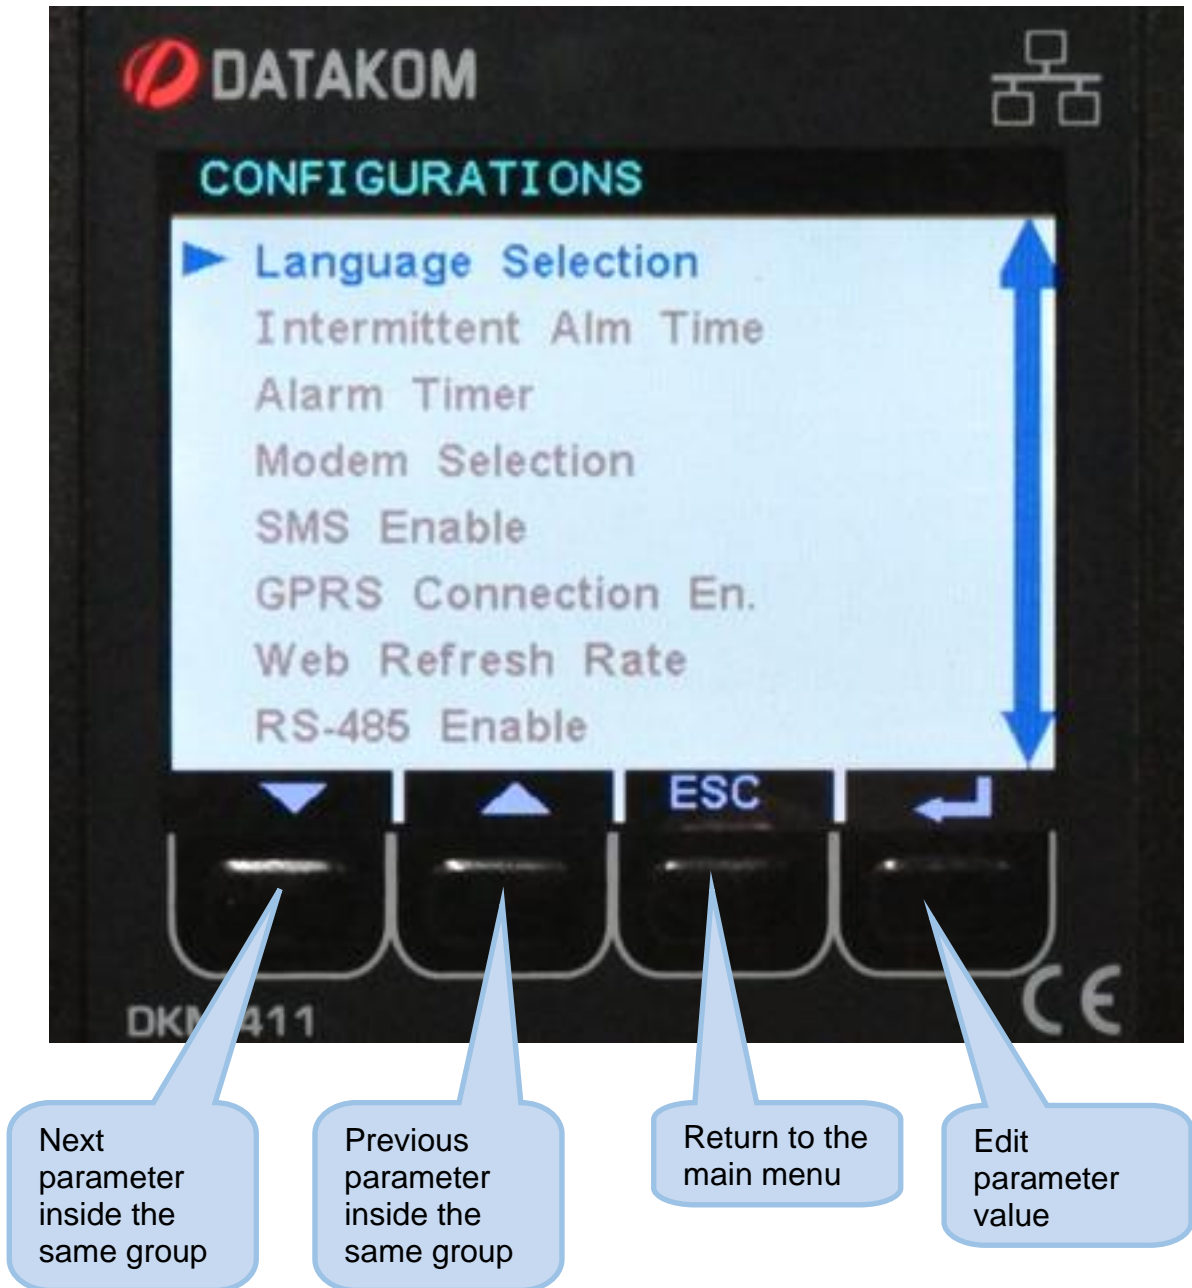 DATAKOM
CONFIGURATIONS
Language Selection
Intermittent Alm Time
Alarm Timer
Modem Selection
SMS Enable
GPRS Connection En.
Web Refresh Rate
RS-485 Enable
ESC
411
CE
Next
parameter
inside the
same group
Previous
parameter
inside the
same group
Return to the
main menu
Edit
parameter
value